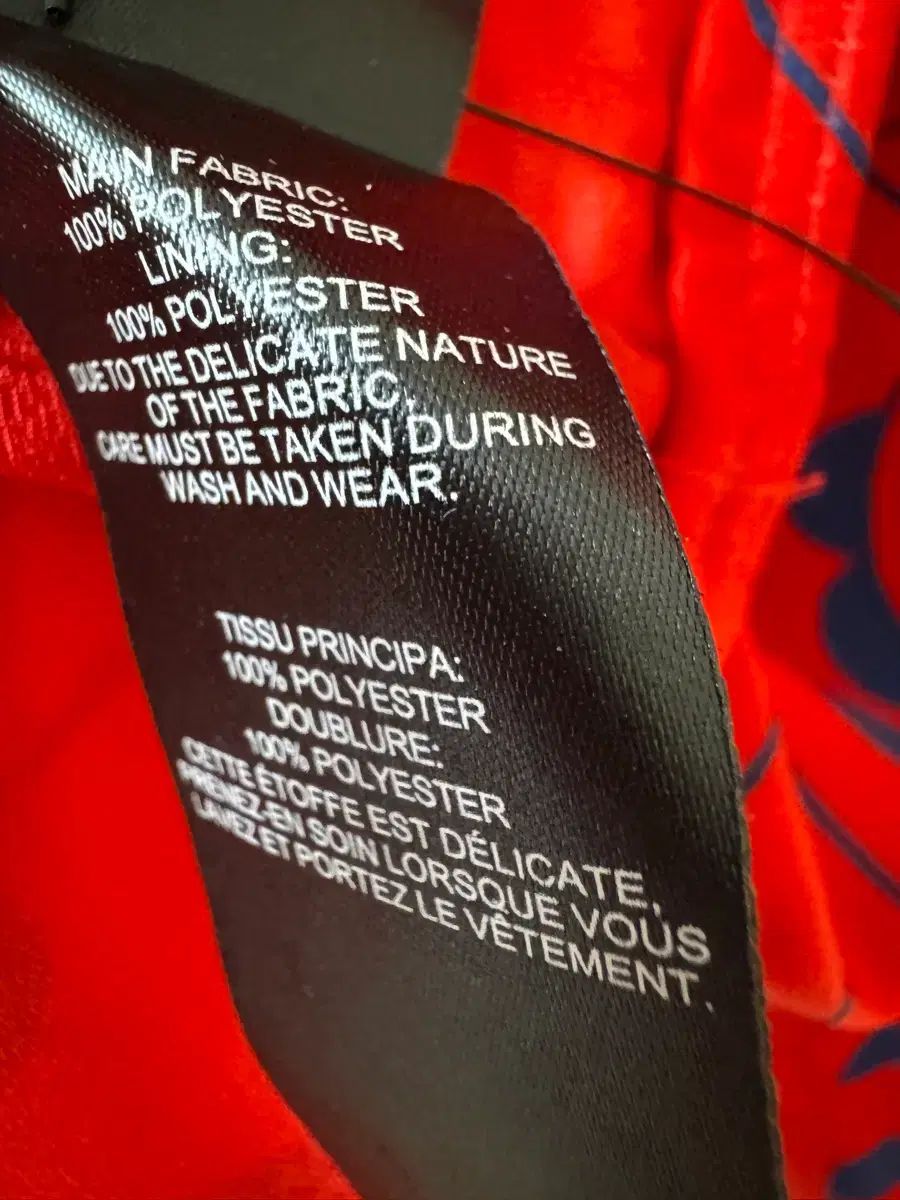 MAIN FABRIC:
100% POLYESTER
LINING:
100% POLYESTER
DUE TO THE DELICATE NATURE
OF THE FABRIC,
CARE MUST BE TAKEN DURING
WASH AND WEAR.
TISSU PRINCIPA:
100% POLYESTER
DOUBLURE:
100% POLYESTER
CETTE ÉTOFFE EST DÉLICATE,
PRENEZ-EN SOIN LORSQUE VOUS
LAVEZ ET PORTEZ LE VÊTEMENT.